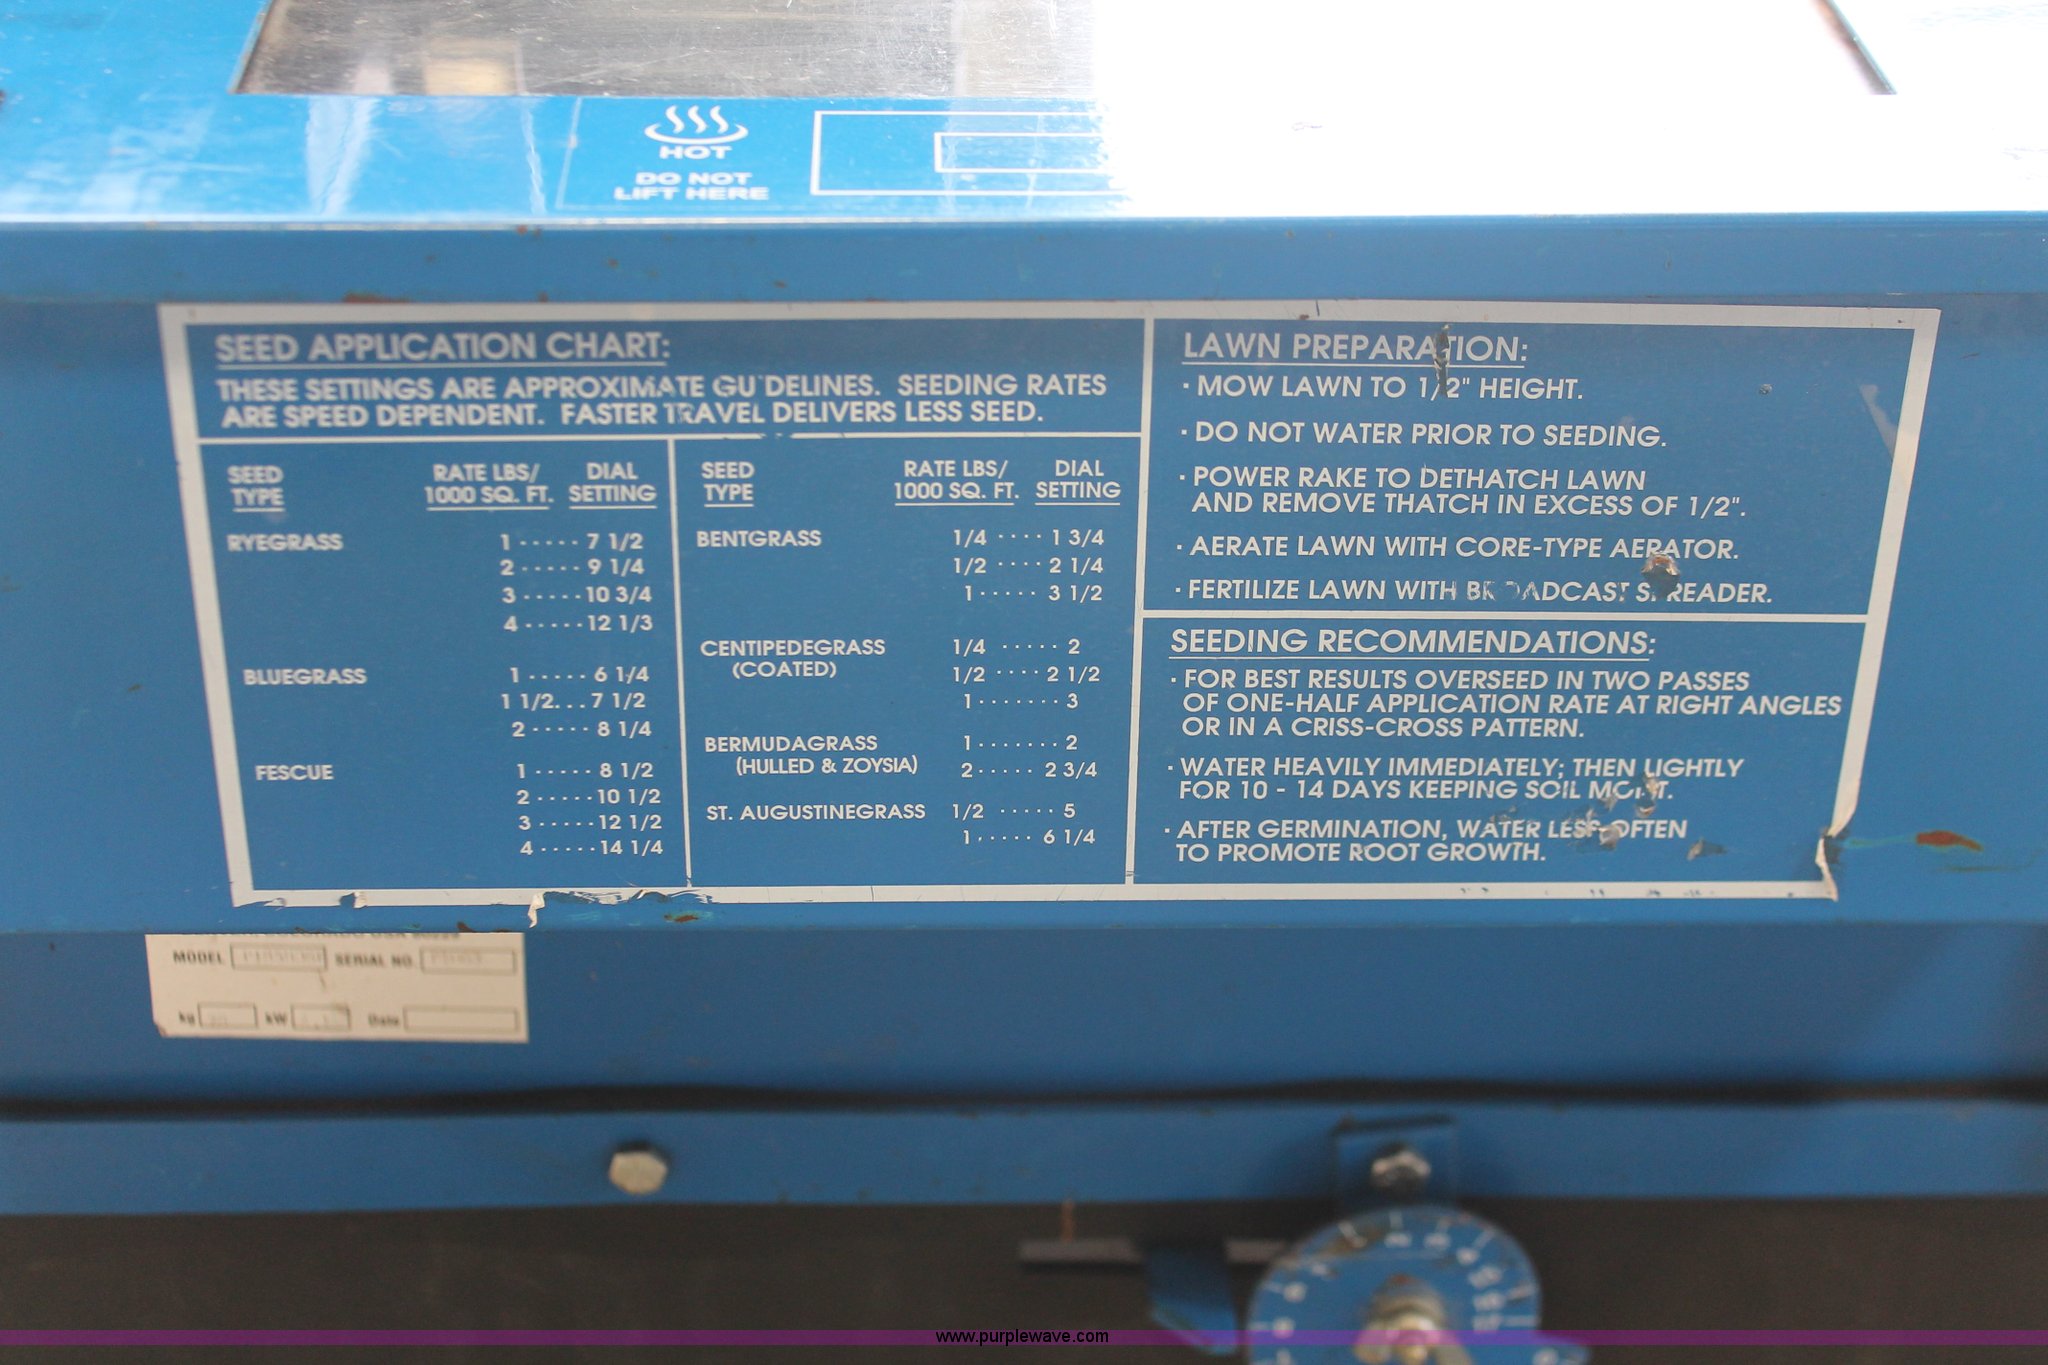 HOT
DO NOT
LIFT HERE
SEED APPLICATION CHART:
THESE SETTINGS ARE APPROXIMATE GUIDELINES. SEEDING RATES
ARE SPEED DEPENDENT. FASTER TRAVEL DELIVERS LESS SEED.
SEED TYPE RATE LBS/ 1000 SQ. FT. DIAL SETTING
RYEGRASS 1 ..... 7 1/2
2 ..... 9 1/4
3 ..... 10 3/4
4 ..... 12 1/3
BLUEGRASS 1 ..... 6 1/4
1 1/2... 7 1/2
2 ..... 8 1/4
FESCUE 1 ..... 8 1/2
2 ..... 10 1/2
3 ..... 12 1/2
4 ..... 14 1/4
SEED TYPE RATE LBS/ 1000 SQ. FT. DIAL SETTING
BENTGRASS 1/4 .... 1 3/4
1/2 .... 2 1/4
1 ..... 3 1/2
CENTIPEDEGRASS 1/4 ..... 2
(COATED) 1/2 .... 2 1/2
1 ....... 3
BERMUDAGRASS 1 ....... 2
(HULLED & ZOYSIA) 2 ..... 2 3/4
ST. AUGUSTINEGRASS 1/2 ..... 5
1 ..... 6 1/4
LAWN PREPARATION:
· MOW LAWN TO 1/2" HEIGHT.
· DO NOT WATER PRIOR TO SEEDING.
· POWER RAKE TO DETHATCH LAWN
AND REMOVE THATCH IN EXCESS OF 1/2".
· AERATE LAWN WITH CORE-TYPE AERATOR.
· FERTILIZE LAWN WITH BROADCAST SPREADER.
SEEDING RECOMMENDATIONS:
· FOR BEST RESULTS OVERSEED IN TWO PASSES
OF ONE-HALF APPLICATION RATE AT RIGHT ANGLES
OR IN A CRISS-CROSS PATTERN.
· WATER HEAVILY IMMEDIATELY; THEN LIGHTLY
FOR 10 - 14 DAYS KEEPING SOIL MOIST.
· AFTER GERMINATION, WATER LESS OFTEN
TO PROMOTE ROOT GROWTH.
MODEL SERIAL NO.
kg kW Date
www.purplewave.com